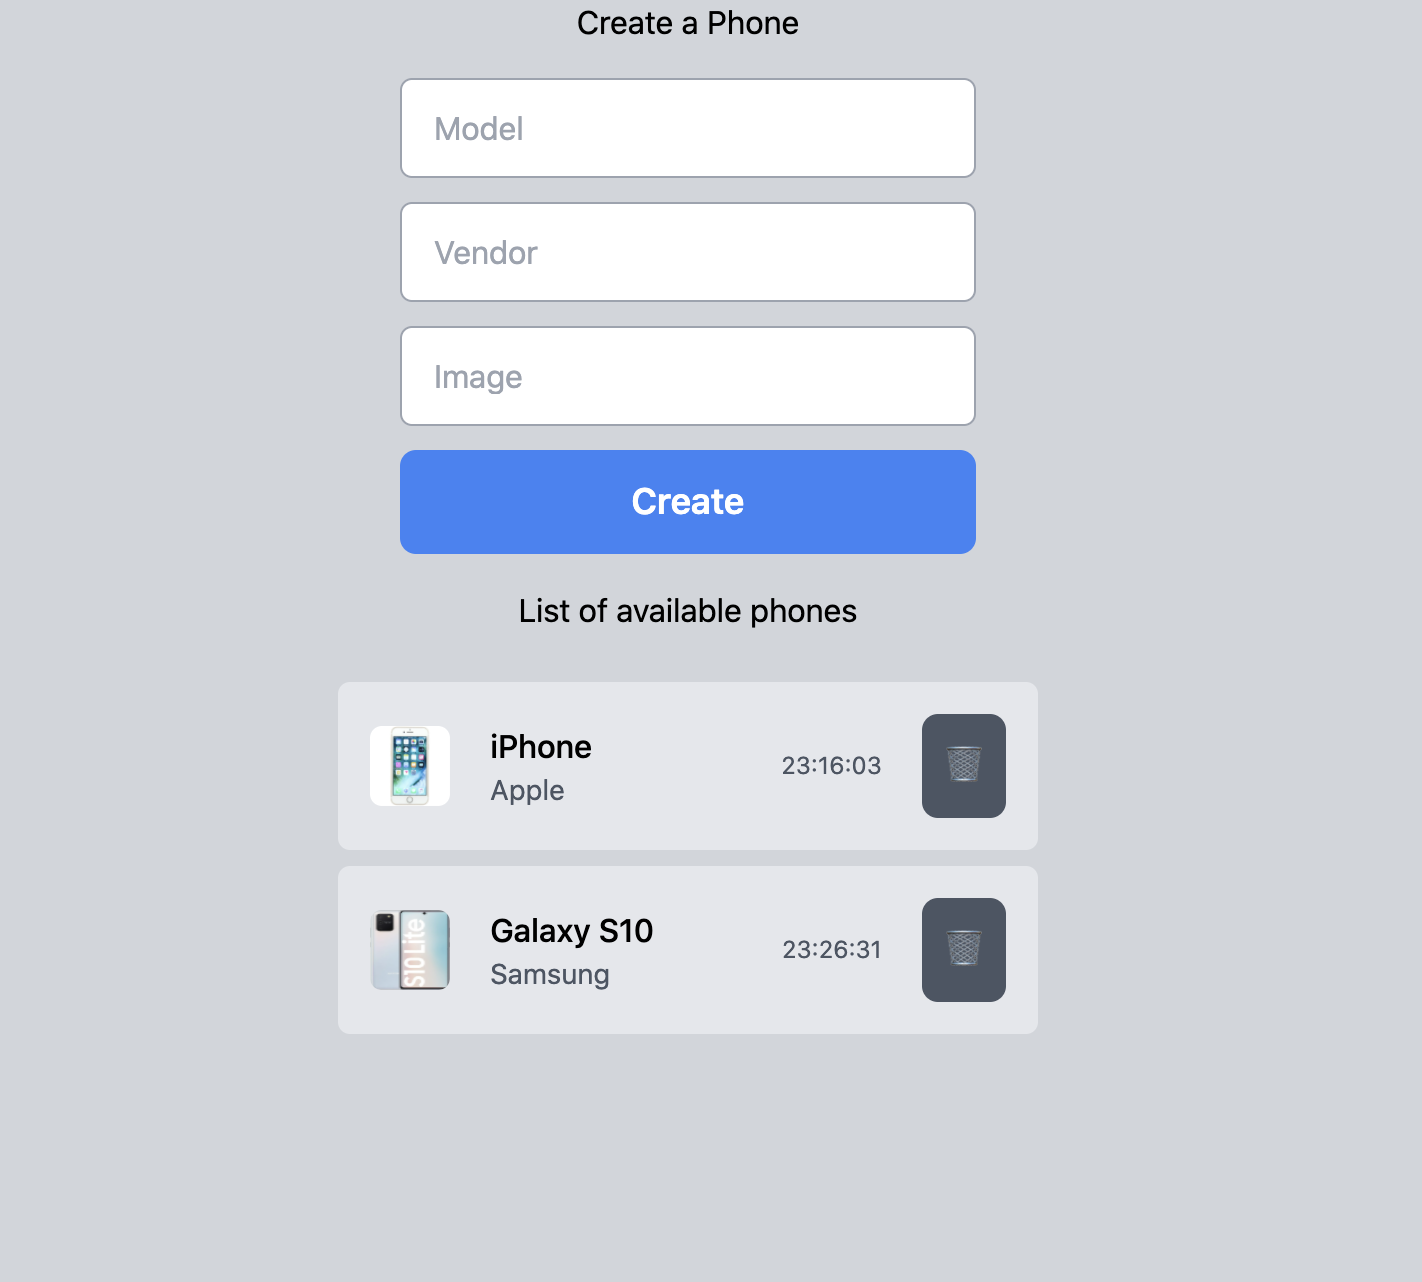 Create a Phone
Model
Vendor
Image
Create
List of available phones
iPhone
Apple
23:16:03
S10 Lite
Galaxy S10
Samsung
23:26:31